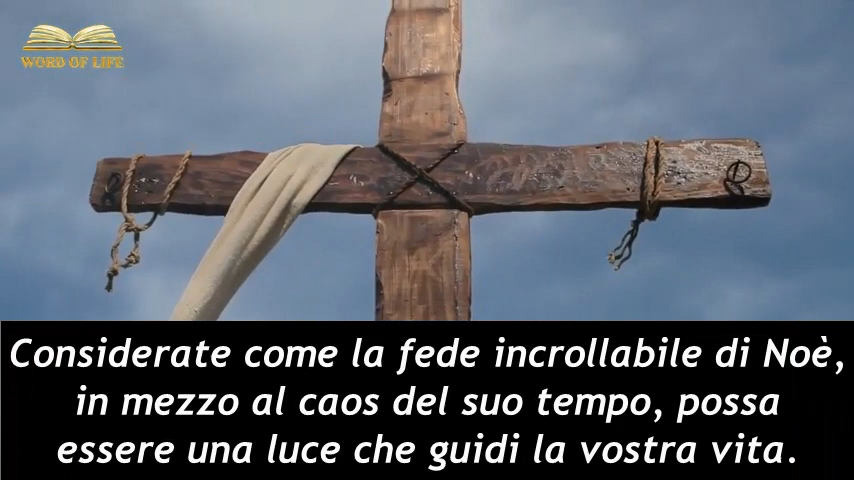 WORD OF LIFE
Considerate come la fede incrollabile di Noè,
in mezzo al caos del suo tempo, possa
essere una luce che guidi la vostra vita.